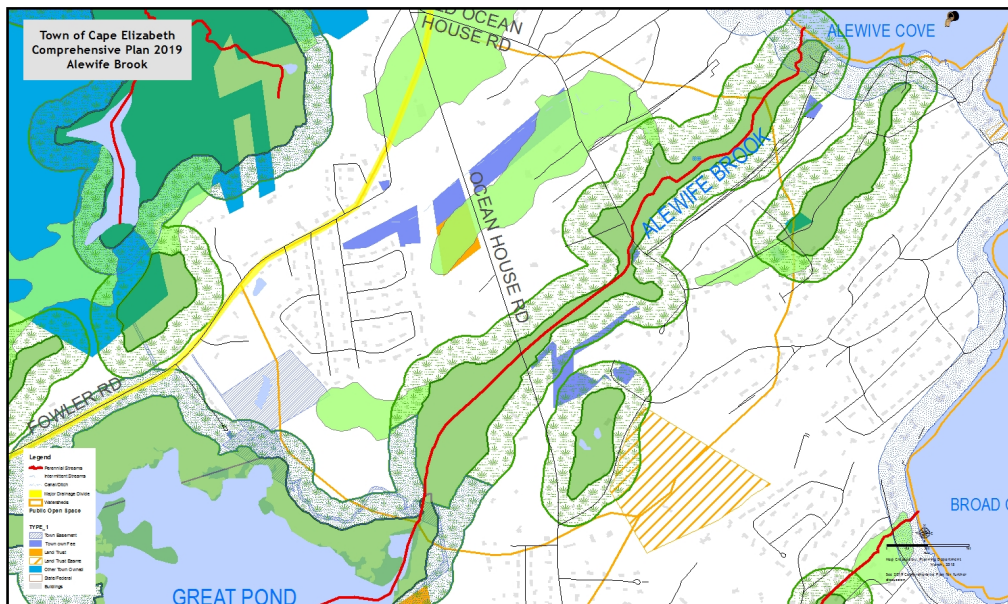 Town of Cape Elizabeth
Comprehensive Plan 2019
Alewife Brook
OCEAN
HOUSE RD
ALEWIVE COVE
ALEWIFE BROOK
OCEAN HOUSE RD
FOWLER RD
GREAT POND
BROAD
Legend
Perennial Streams
Intermittent Streams
Canal/Ditch
Major Drainage Divide
Watersheds
Public Open Space
TYPE_1
Town Easement
Town own Fee
Land Trust
Land Trust Easme
Other Town Owned
State/Federal
Buildings